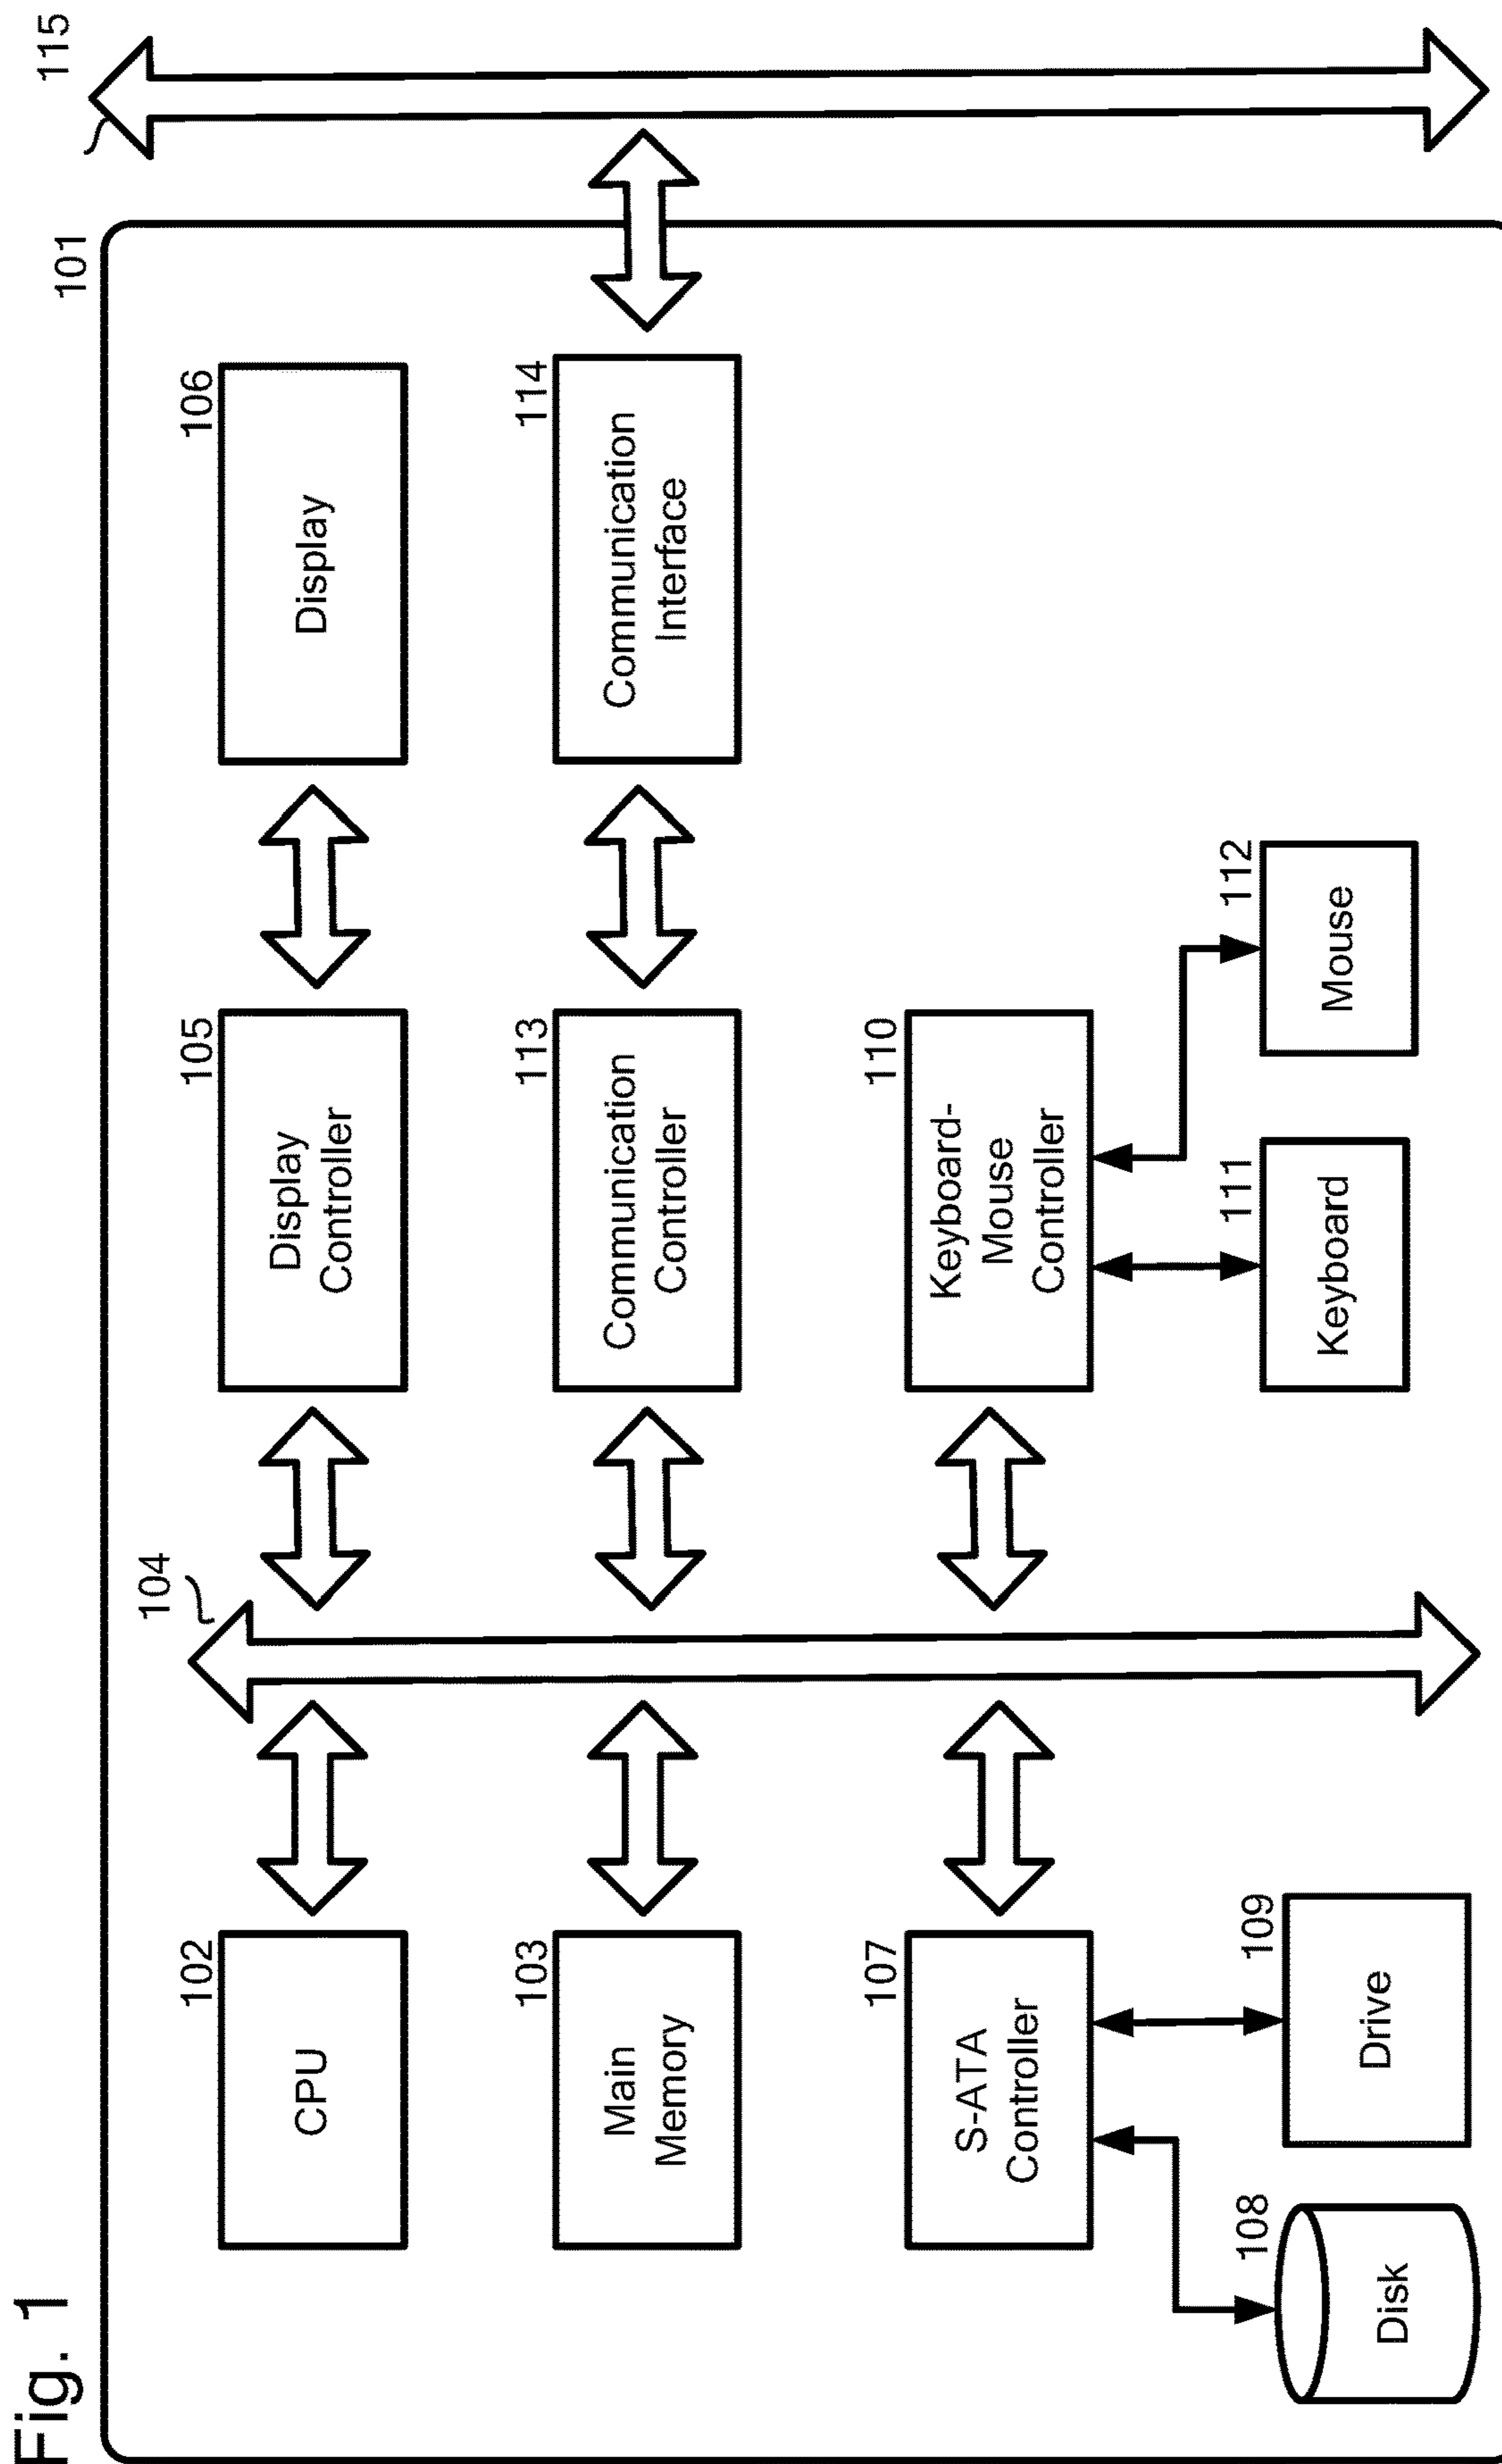 Fig. 1
101
115
102
CPU
104
105
Display
Controller
106
Display
103
Main
Memory
113
Communication
Controller
114
Communication
Interface
107
S-ATA
Controller
110
Keyboard-
Mouse
Controller
108
Disk
109
Drive
111
Keyboard
112
Mouse